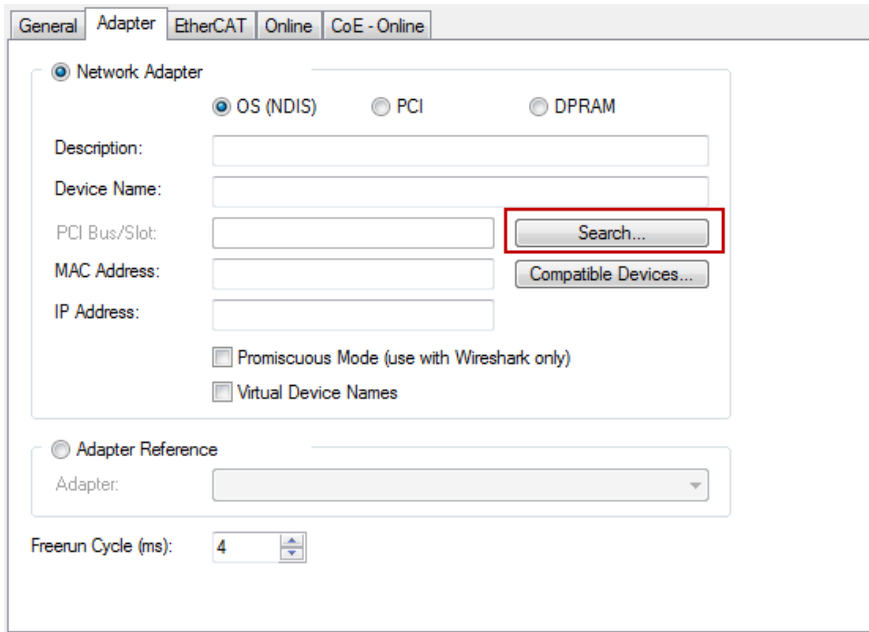 General Adapter EtherCAT Online CoE - Online
Network Adapter
OS (NDIS) PCI DPRAM
Description:
Device Name:
PCI Bus/Slot: Search...
MAC Address: Compatible Devices...
IP Address:
Promiscuous Mode (use with Wireshark only)
Virtual Device Names
Adapter Reference
Adapter:
Freerun Cycle (ms): 4